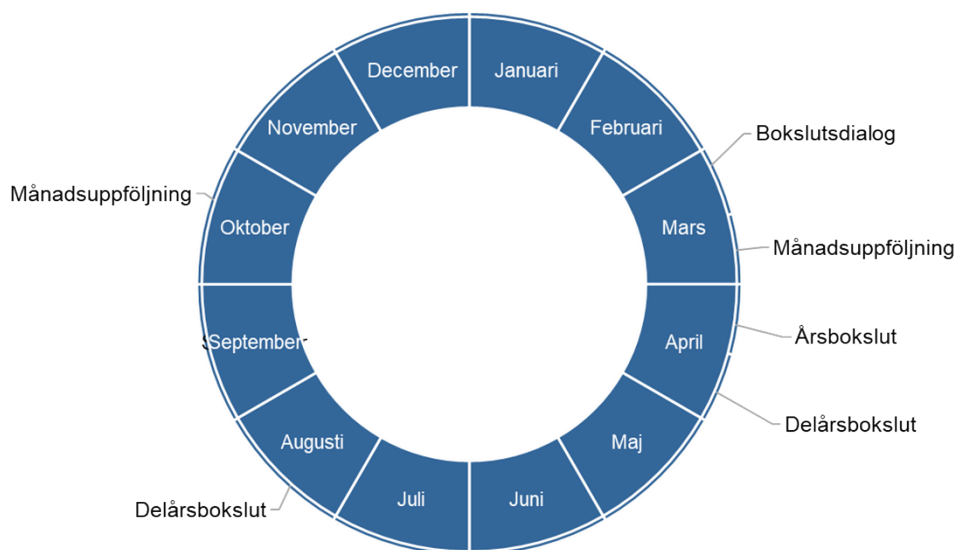 December
Januari
November
Februari
Bokslutsdialog
Månadsuppföljning
Oktober
Mars
Månadsuppföljning
September
April
Årsbokslut
Delårsbokslut
Augusti
Maj
Juli
Juni
Delårsbokslut